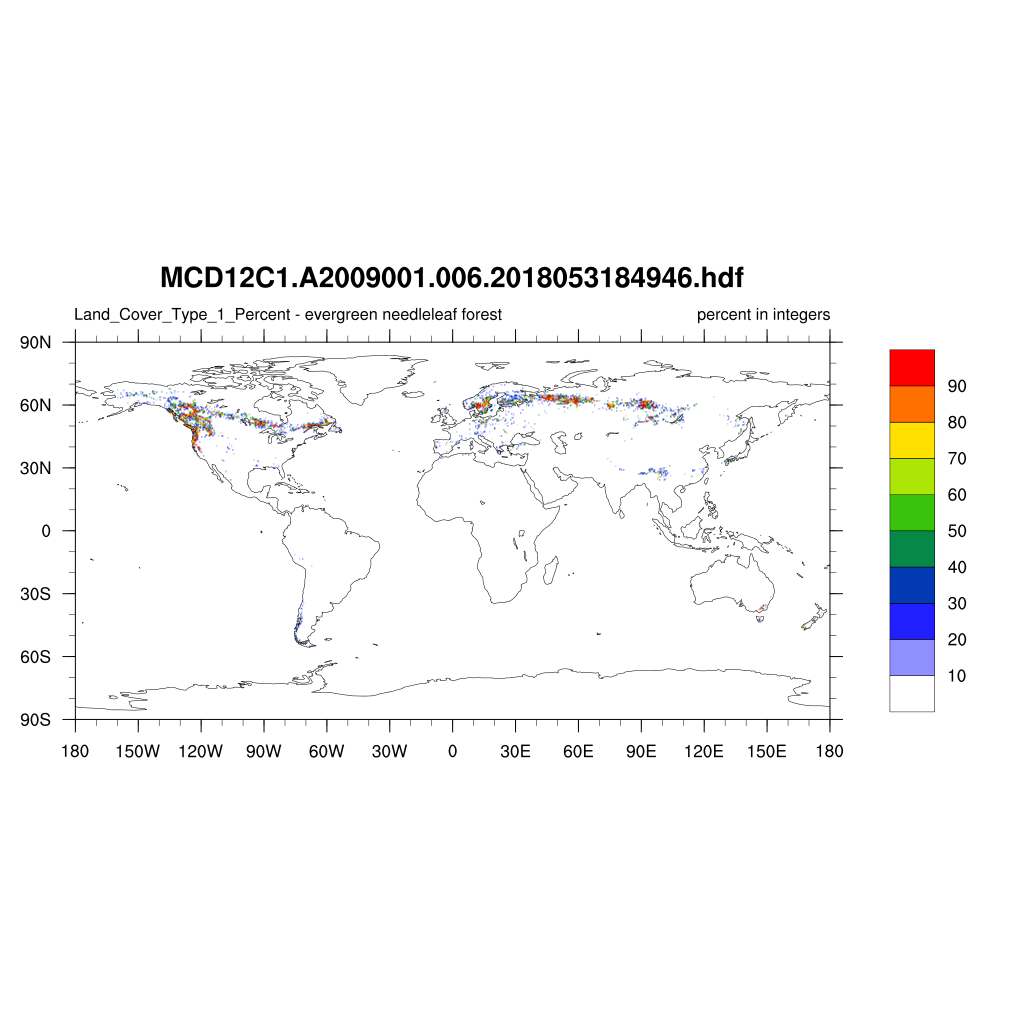 MCD12C1.A2009001.006.2018053184946.hdf
Land_Cover_Type_1_Percent - evergreen needleleaf forest percent in integers
90N
60N
30N
0
30S
60S
90S
180 150W 120W 90W 60W 30W 0 30E 60E 90E 120E 150E 180
90
80
70
60
50
40
30
20
10